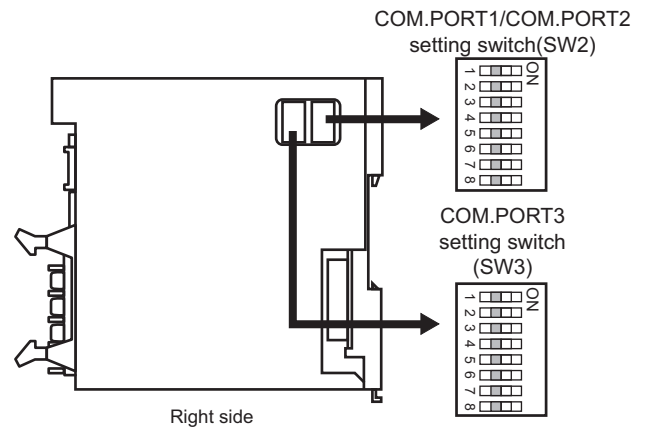 COM.PORT1/COM.PORT2
setting switch(SW2)
ON
1
2
3
4
5
6
7
8
COM.PORT3
setting switch
(SW3)
ON
1
2
3
4
5
6
7
8
Right side